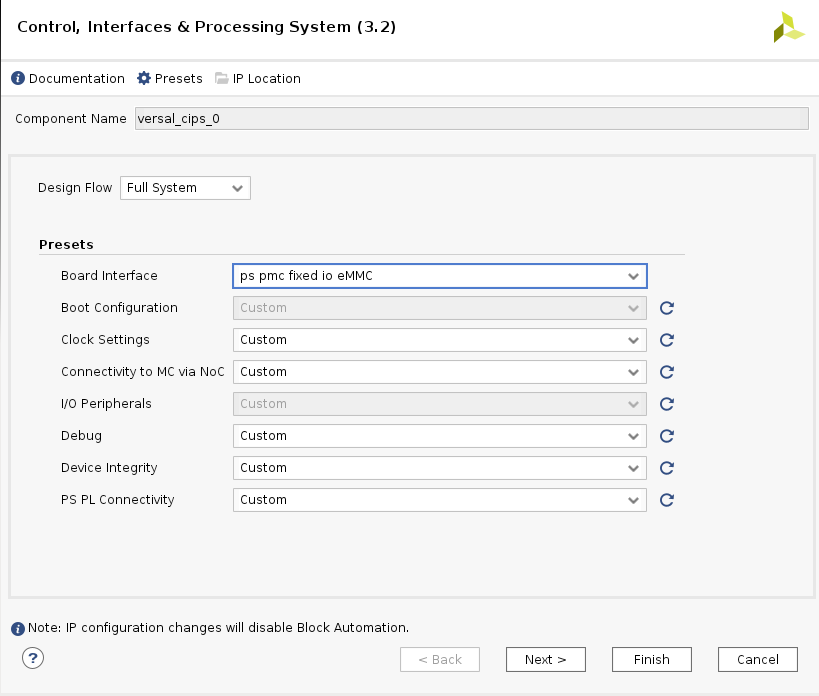 Control, Interfaces & Processing System (3.2)
Documentation Presets IP Location
Component Name versal_cips_0
Design Flow Full System
Presets
Board Interface ps pmc fixed io eMMC
Boot Configuration Custom
Clock Settings Custom
Connectivity to MC via NoC Custom
I/O Peripherals Custom
Debug Custom
Device Integrity Custom
PS PL Connectivity Custom
Note: IP configuration changes will disable Block Automation.
? < Back Next > Finish Cancel